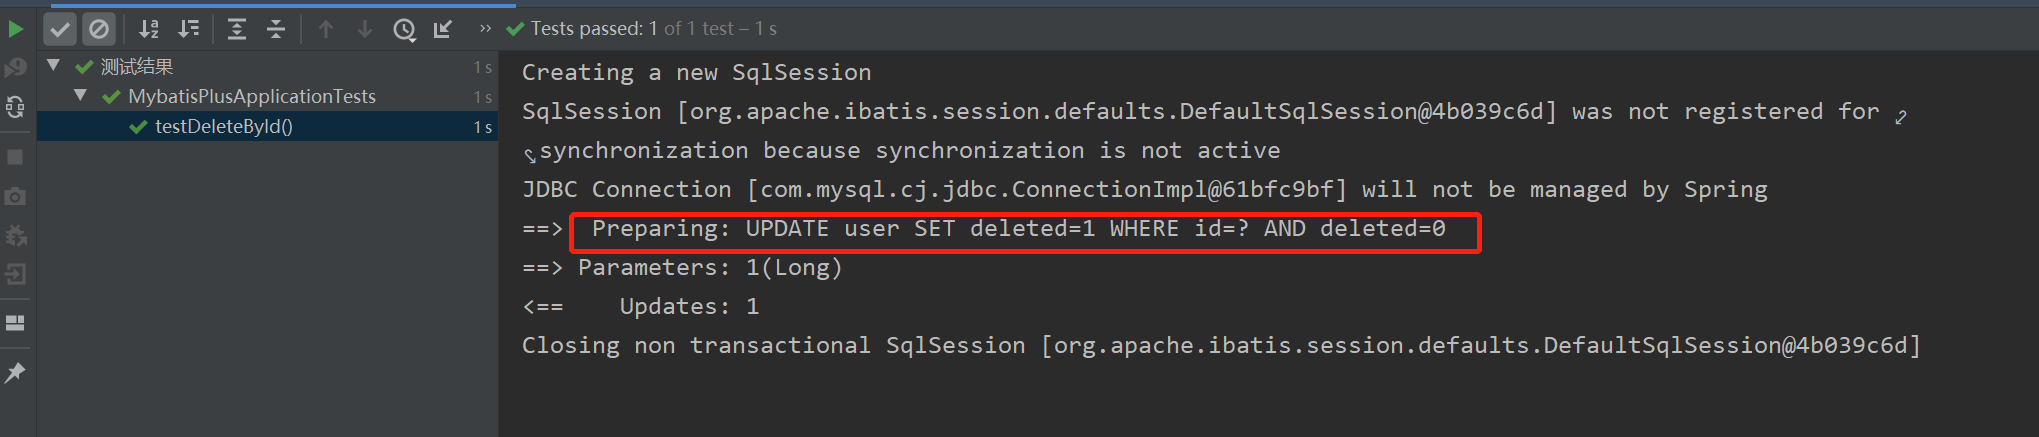 Tests passed: 1 of 1 test – 1 s
测试结果 1 s
MybatisPlusApplicationTests 1 s
testDeleteById() 1 s
Creating a new SqlSession
SqlSession [org.apache.ibatis.session.defaults.DefaultSqlSession@4b039c6d] was not registered for
synchronization because synchronization is not active
JDBC Connection [com.mysql.cj.jdbc.ConnectionImpl@61bfc9bf] will not be managed by Spring
==>  Preparing: UPDATE user SET deleted=1 WHERE id=? AND deleted=0
==> Parameters: 1(Long)
<==    Updates: 1
Closing non transactional SqlSession [org.apache.ibatis.session.defaults.DefaultSqlSession@4b039c6d]